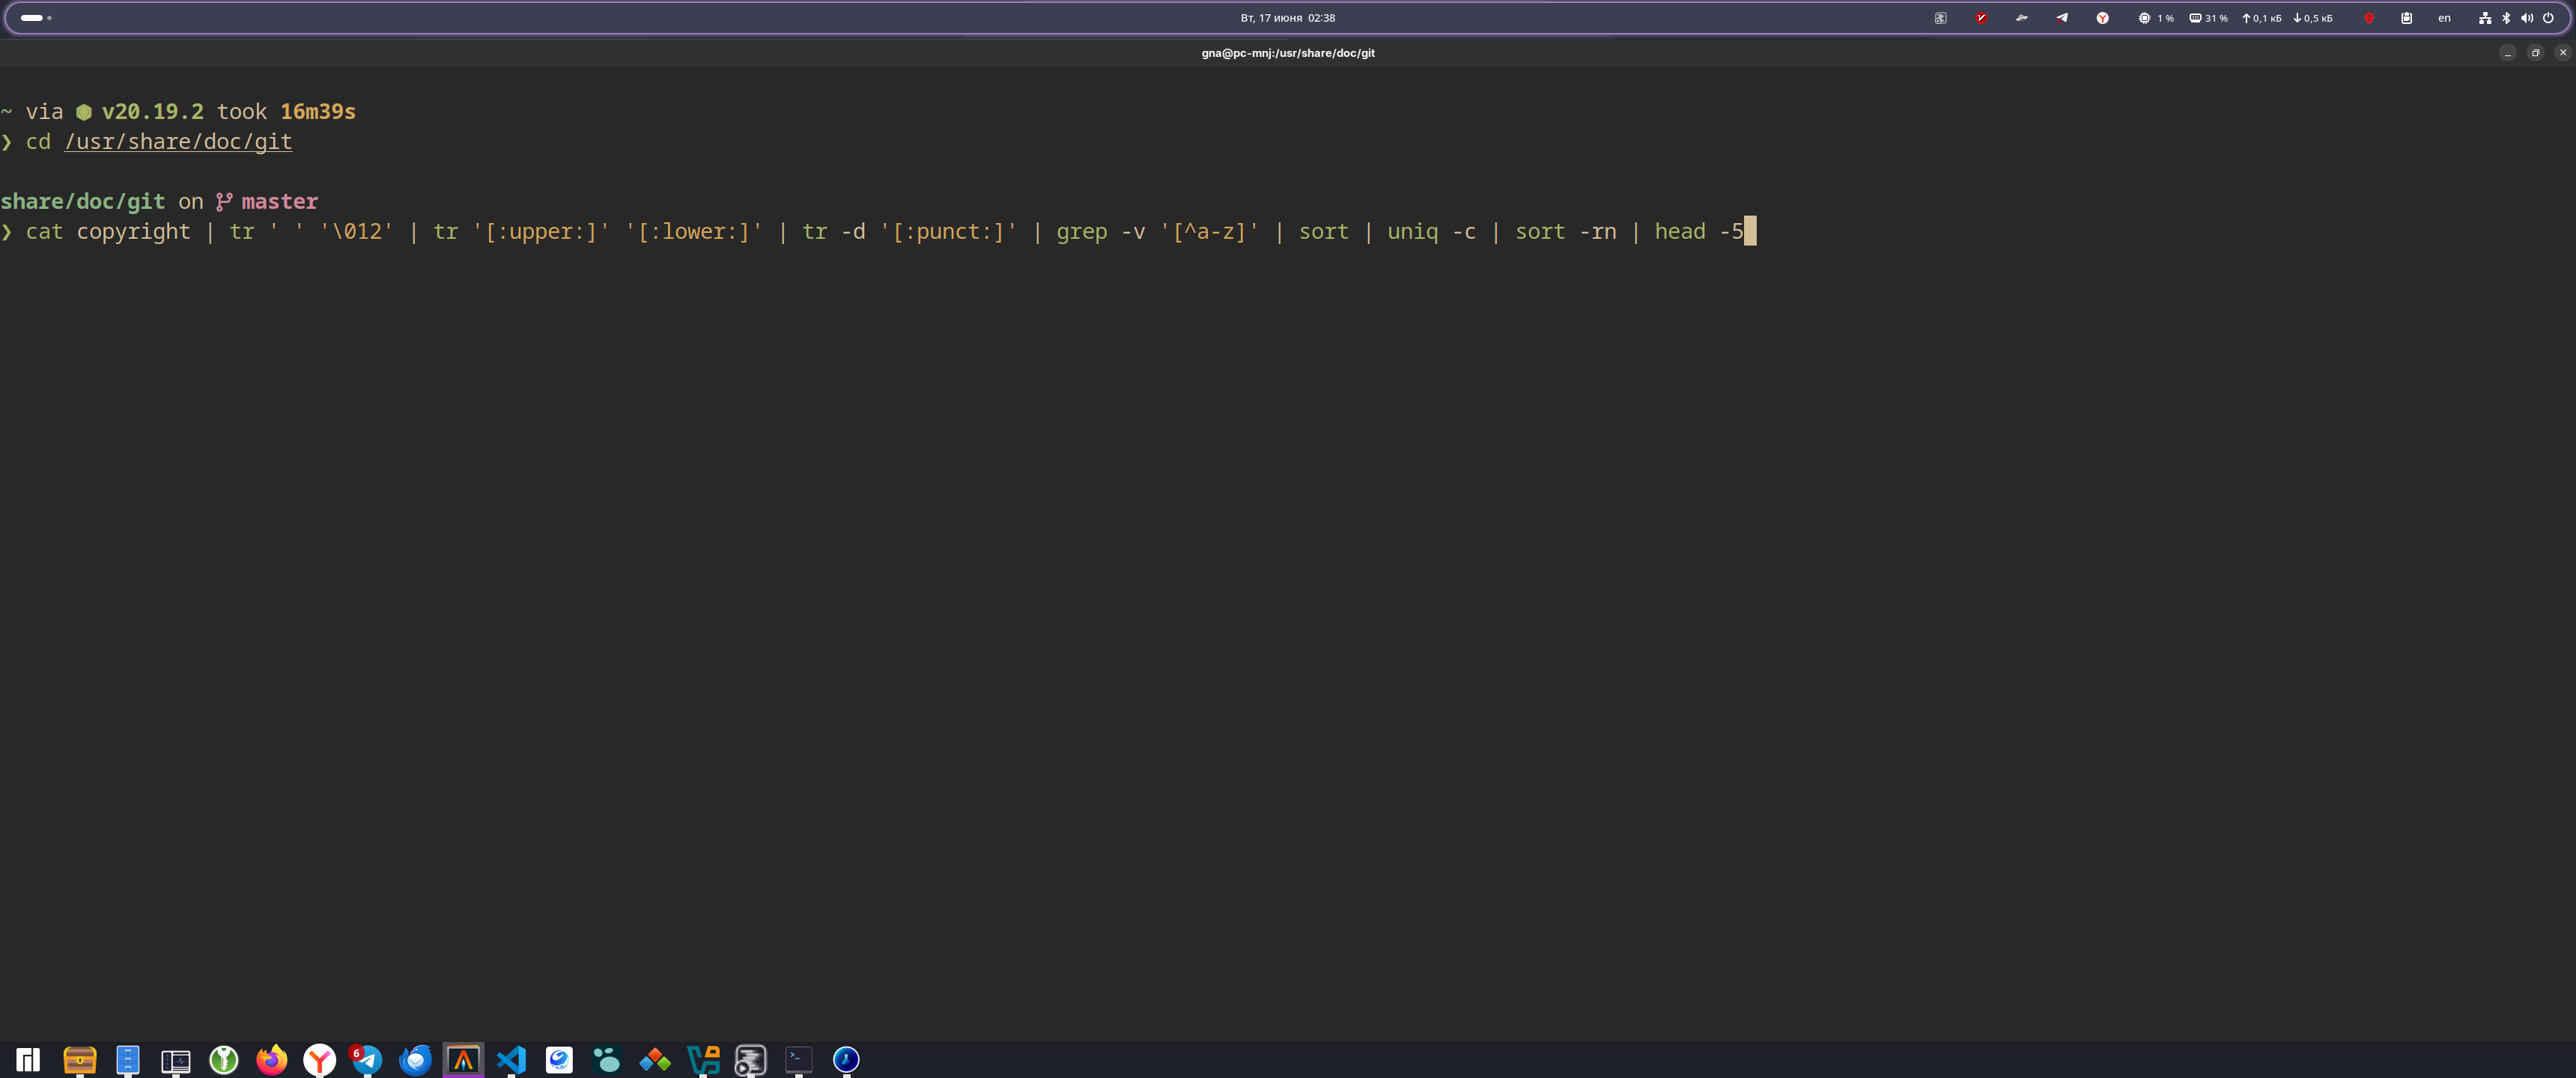 Вт, 17 июня 02:38
1 % 31 % 0,1 кБ 0,5 кБ en
gna@pc-mnj:/usr/share/doc/git
~ via v20.19.2 took 16m39s
❯ cd /usr/share/doc/git
share/doc/git on master
❯ cat copyright | tr ' ' '\012' | tr '[:upper:]' '[:lower:]' | tr -d '[:punct:]' | grep -v '[^a-z]' | sort | uniq -c | sort -rn | head -5
6